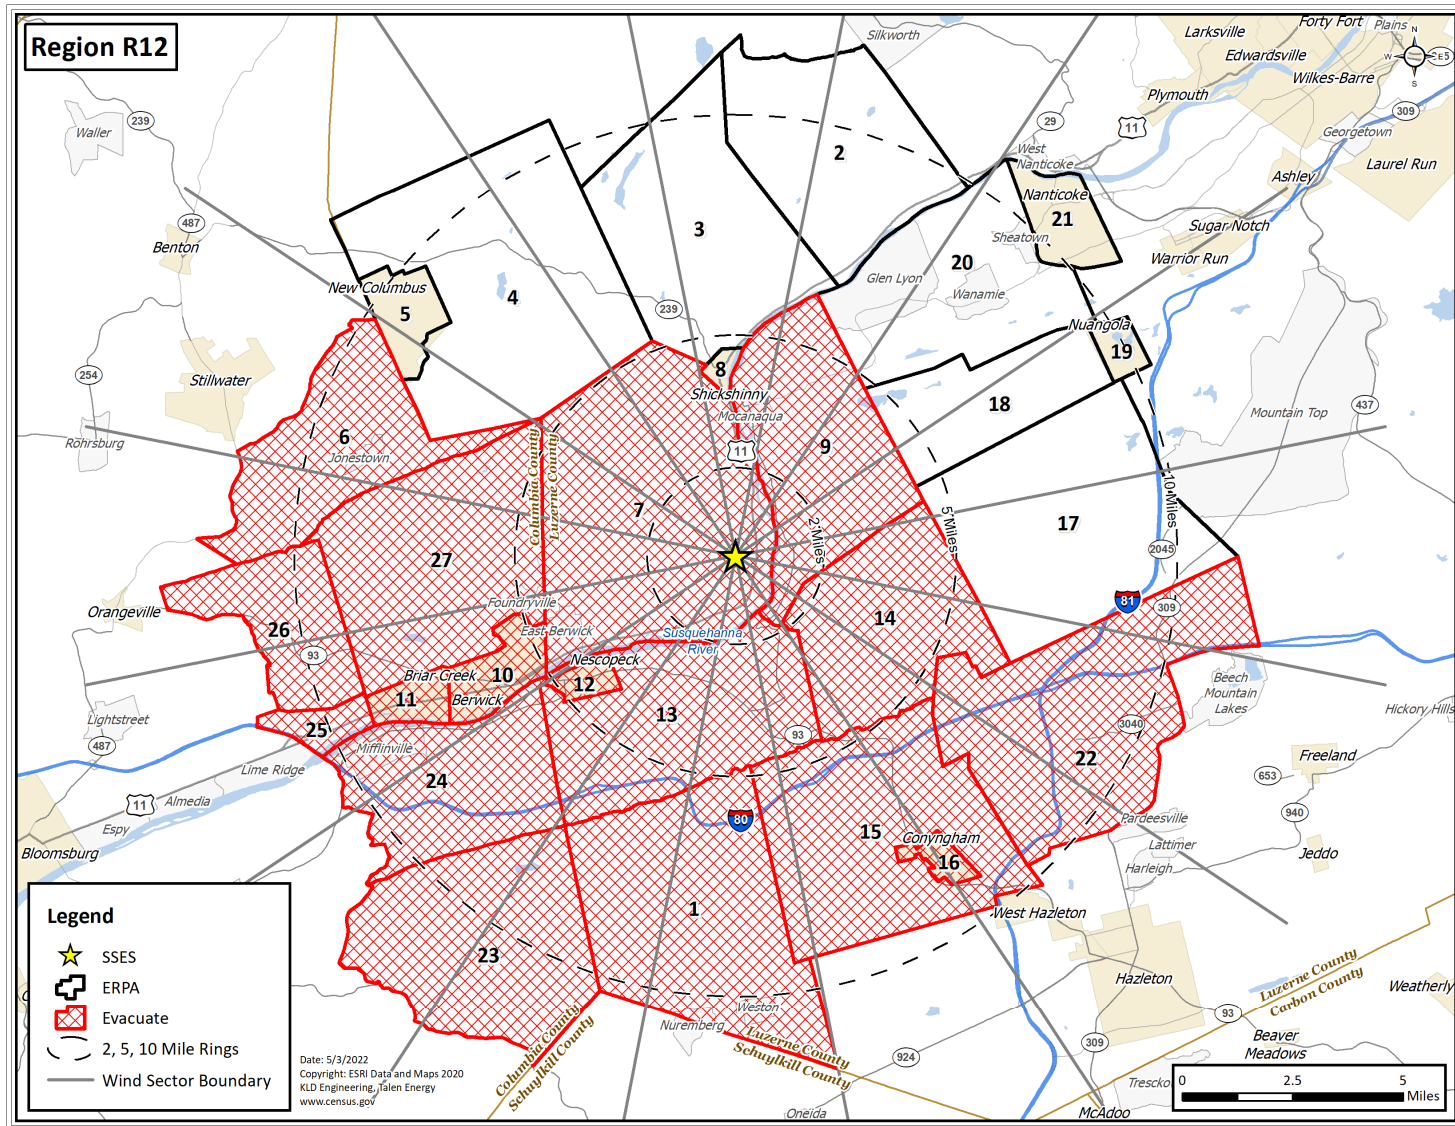 Region R12
Silkworth
Larksville
Forty Fort
Plains
N
W
S
Edwardsville
Wilkes-Barre
Plymouth
309
11
29
Georgetown
Waller
239
West
Nanticoke
Laurel Run
Ashley
2
Nanticoke
21
487
Benton
3
Sheatown
Sugar Notch
Warrior Run
20
Glen Lyon
Wanamie
New Columbus
5
4
239
Nuangola
19
254
Stillwater
8
Shickshinny
Mocanaqua
18
437
Mountain Top
Rohrsburg
6
Jonestown
Columbia County
Luzerne County
11
9
7
2 Miles
5 Miles
10 Miles
17
27
2045
Orangeville
Foundryville
81
309
26
East Berwick
Susquehanna
River
14
93
Nescopeck
Briar Creek
10
12
11
Berwick
Beech
Mountain
Lakes
Hickory Hills
Lightstreet
25
13
93
3040
487
Mifflinville
Lime Ridge
24
22
Freeland
653
11
Almedia
80
940
Espy
15
Conyngham
Pardeesville
Lattimer
Bloomsburg
16
Harleigh
Jeddo
1
West Hazleton
23
Hazleton
Luzerne County
Carbon County
Weatherly
Weston
Nuremberg
93
Luzerne County
Schuylkill County
Columbia County
Schuylkill County
924
309
Beaver
Meadows
Oneida
McAdoo
Legend
SSES
ERPA
Evacuate
2, 5, 10 Mile Rings
Wind Sector Boundary
Date: 5/3/2022
Copyright: ESRI Data and Maps 2020
KLD Engineering, Talen Energy
www.census.gov
0 2.5 5
Miles